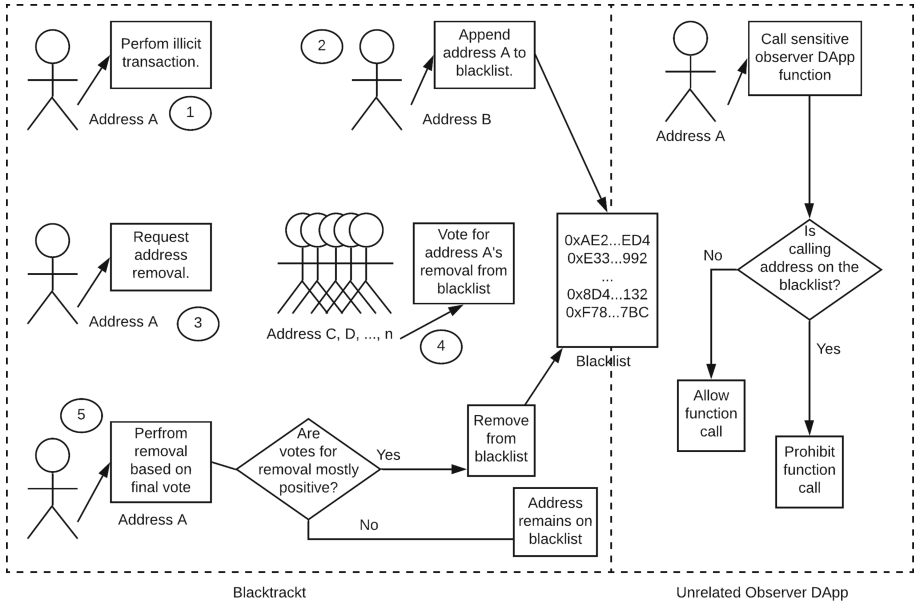 Perfom illicit
transaction.
Address A
1
2
Append
address A to
blacklist.
Address B
Call sensitive
observer DApp
function
Address A
Request
address
removal.
Address A
3
Vote for
address A's
removal from
blacklist
Address C, D, ..., n
4
0xAE2...ED4
0xE33...992
...
0x8D4...132
0xF78...7BC
Blacklist
Is
calling
address on the
blacklist?
No
Yes
Allow
function
call
Prohibit
function
call
5
Perfrom
removal
based on
final vote
Address A
Are
votes for
removal mostly
positive?
Yes
No
Remove
from
blacklist
Address
remains on
blacklist
Blacktrackt
Unrelated Observer DApp